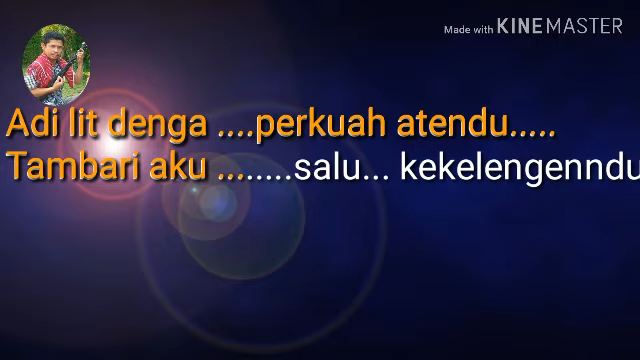 Made with KINEMASTER
Adi lit denga ....perkuah atendu.....
Tambari aku ........salu... kekelengenndu